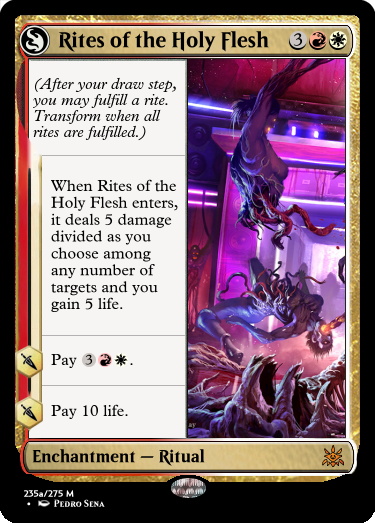 Rites of the Holy Flesh 3
(After your draw step,
you may fulfill a rite.
Transform when all
rites are fulfilled.)
When Rites of the
Holy Flesh enters,
it deals 5 damage
divided as you
choose among
any number of
targets and you
gain 5 life.
Pay 3.
Pay 10 life.
Enchantment — Ritual
235a/275 M
• Pedro Sena